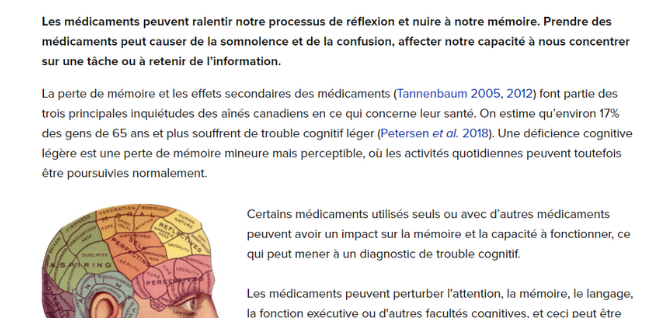 Les médicaments peuvent ralentir notre processus de réflexion et nuire à notre mémoire. Prendre des
médicaments peut causer de la somnolence et de la confusion, affecter notre capacité à nous concentrer
sur une tâche ou à retenir de l'information.
La perte de mémoire et les effets secondaires des médicaments (Tannenbaum 2005, 2012) font partie des
trois principales inquiétudes des aînés canadiens en ce qui concerne leur santé. On estime qu'environ 17%
des gens de 65 ans et plus souffrent de trouble cognitif léger (Petersen et al. 2018). Une déficience cognitive
légère est une perte de mémoire mineure mais perceptible, où les activités quotidiennes peuvent toutefois
être poursuivies normalement.
Certains médicaments utilisés seuls ou avec d'autres médicaments
peuvent avoir un impact sur la mémoire et la capacité à fonctionner, ce
qui peut mener à un diagnostic de trouble cognitif.
Les médicaments peuvent perturber l'attention, la mémoire, le langage,
la fonction exécutive ou d'autres facultés cognitives, et ceci peut être
VENERATION
MORAL
HUMAN NATURE
REFLECTIVES
SELF PERFECTING
SUBLIMITY
ASPIRING
IDEALITY
LOCALITY
PERCEPTIVES